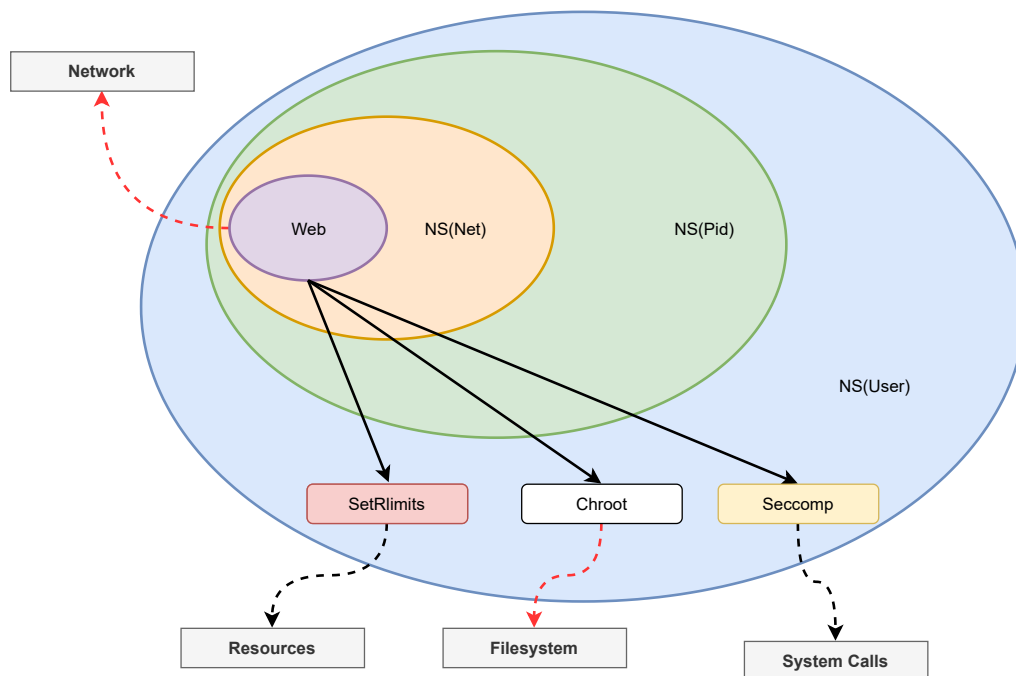 Network
Web
NS(Net)
NS(Pid)
NS(User)
SetRlimits
Chroot
Seccomp
Resources
Filesystem
System Calls